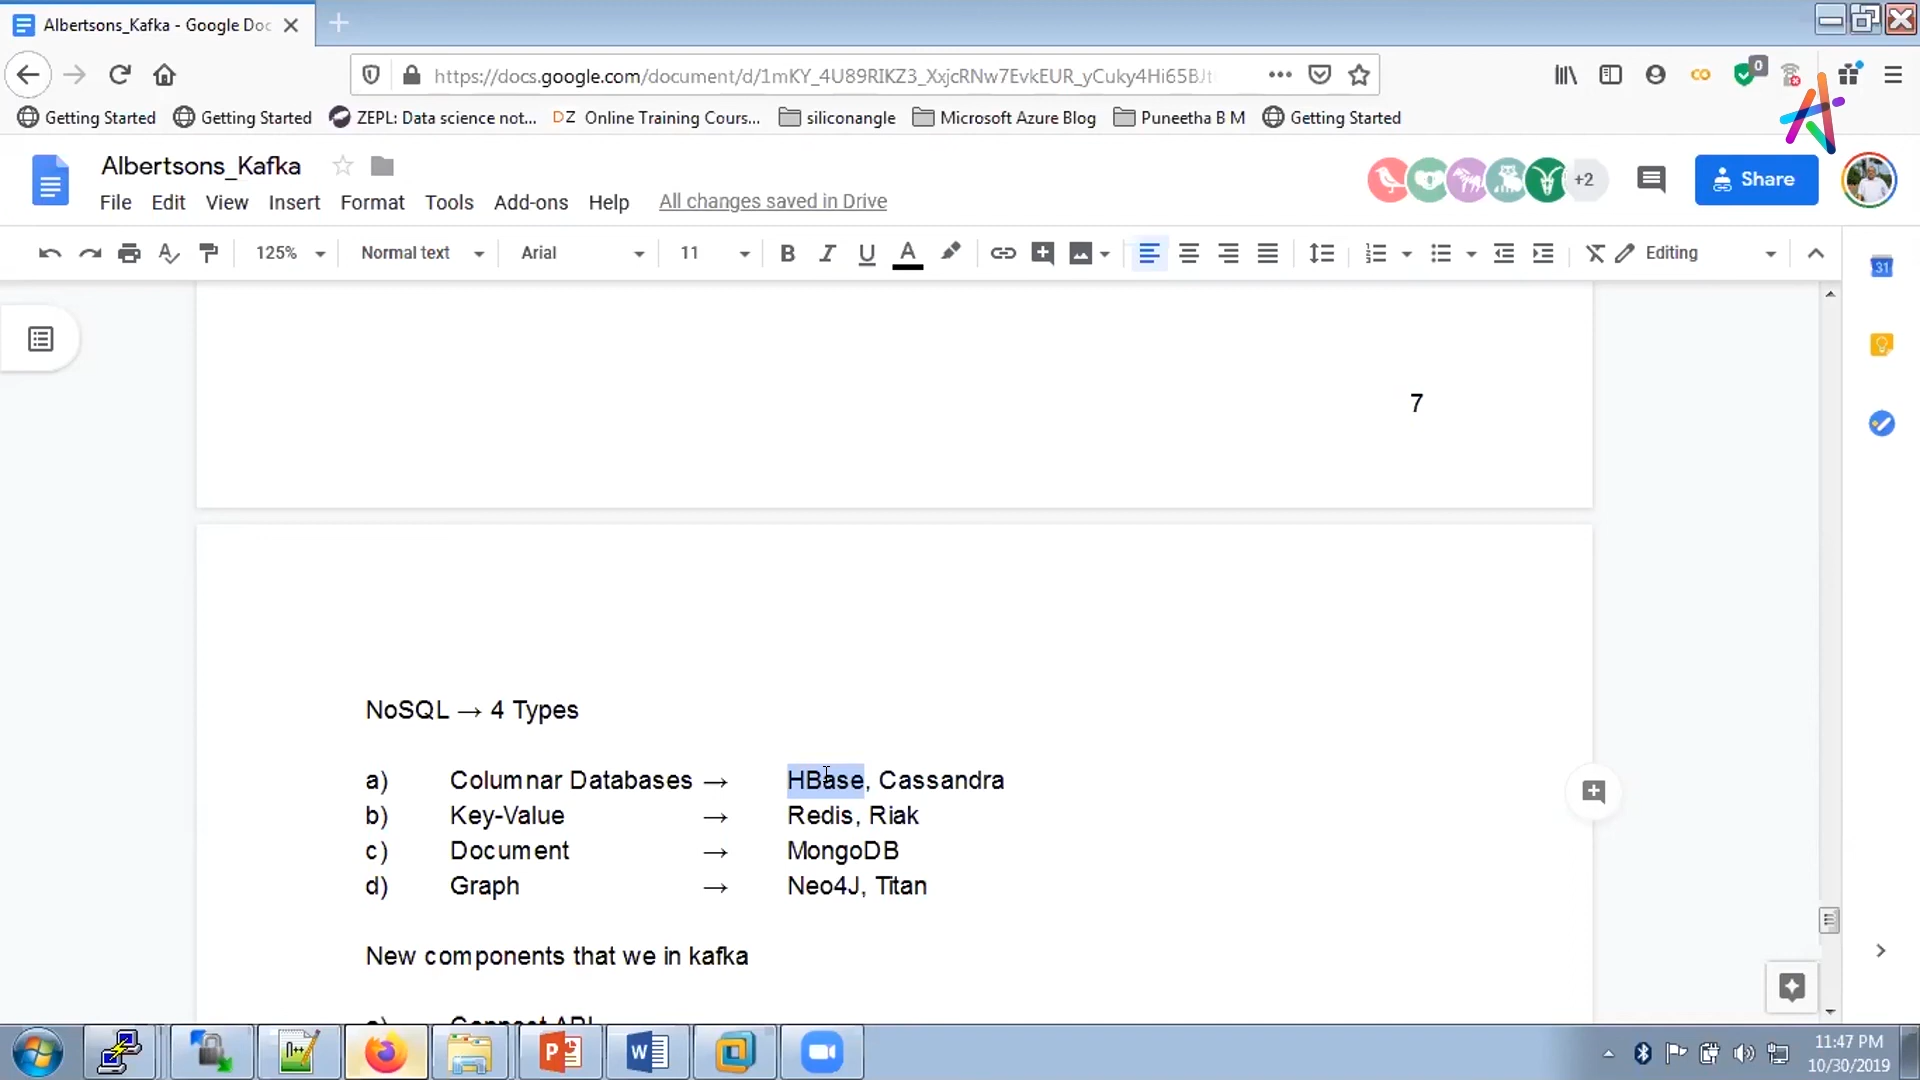 Albertsons_Kafka - Google Doc
https://docs.google.com/document/d/1mKY_4U89RIKZ3_XxjcRNw7EvkEUR_yCuky4Hi65BJt
0
Getting Started Getting Started ZEPL: Data science not... DZ Online Training Cours... siliconangle Microsoft Azure Blog Puneetha B M Getting Started
Albertsons_Kafka
+2
Share
File Edit View Insert Format Tools Add-ons Help All changes saved in Drive
125% Normal text Arial 11 B I U A Editing
31
7
NoSQL → 4 Types
a) Columnar Databases → HBase, Cassandra
b) Key-Value → Redis, Riak
c) Document → MongoDB
d) Graph → Neo4J, Titan
New components that we in kafka
11:47 PM
10/30/2019